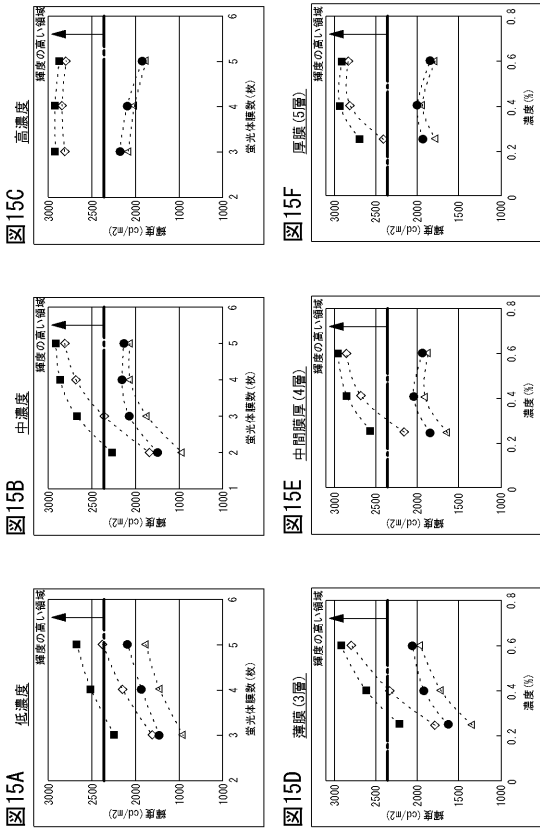 図15A
低濃度
輝度の高い領域
3000
2500
2000
1500
1000
輝度(cd/m2)
2
3
4
5
6
蛍光体膜数(枚)
図15B
中濃度
輝度の高い領域
3000
2500
2000
1500
1000
輝度(cd/m2)
1
2
3
4
5
6
蛍光体膜数(枚)
図15C
高濃度
輝度の高い領域
3000
2500
2000
1500
1000
輝度(cd/m2)
2
3
4
5
6
蛍光体膜数(枚)
図15D
薄膜(3層)
輝度の高い領域
3000
2500
2000
1500
1000
輝度(cd/m2)
0
0.2
0.4
0.6
0.8
濃度(%)
図15E
中間膜厚(4層)
輝度の高い領域
3000
2500
2000
1500
1000
輝度(cd/m2)
0
0.2
0.4
0.6
0.8
濃度(%)
図15F
厚膜(5層)
輝度の高い領域
3000
2500
2000
1500
1000
輝度(cd/m2)
0
0.2
0.4
0.6
0.8
濃度(%)